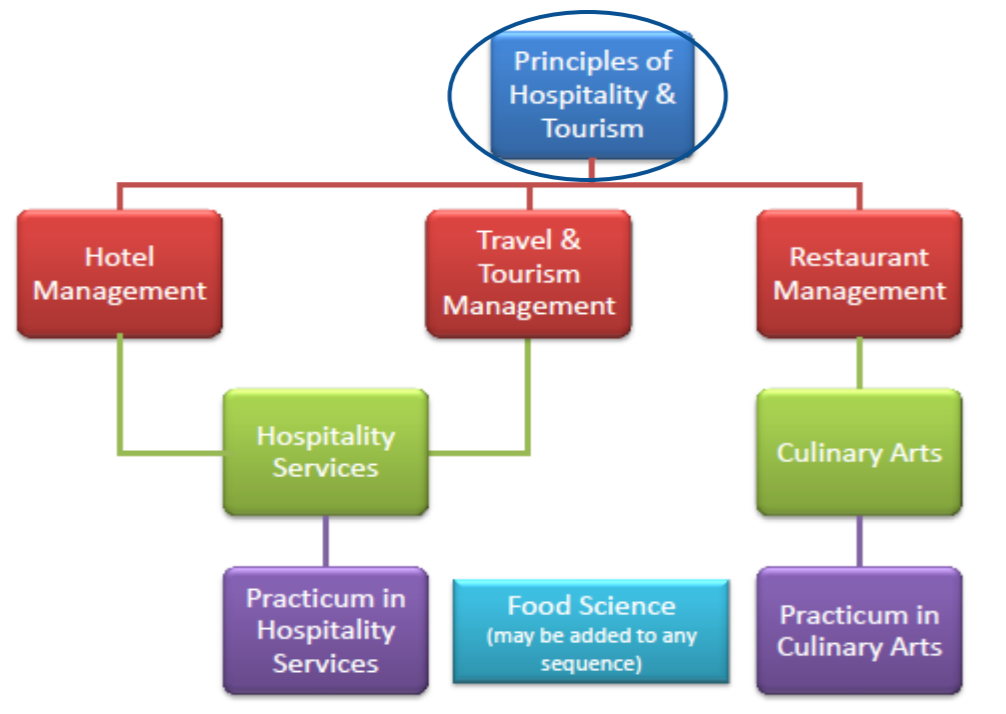 Principles of
Hospitality &
Tourism
Hotel
Management
Travel &
Tourism
Management
Restaurant
Management
Hospitality
Services
Culinary Arts
Practicum in
Hospitality
Services
Food Science
(may be added to any
sequence)
Practicum in
Culinary Arts